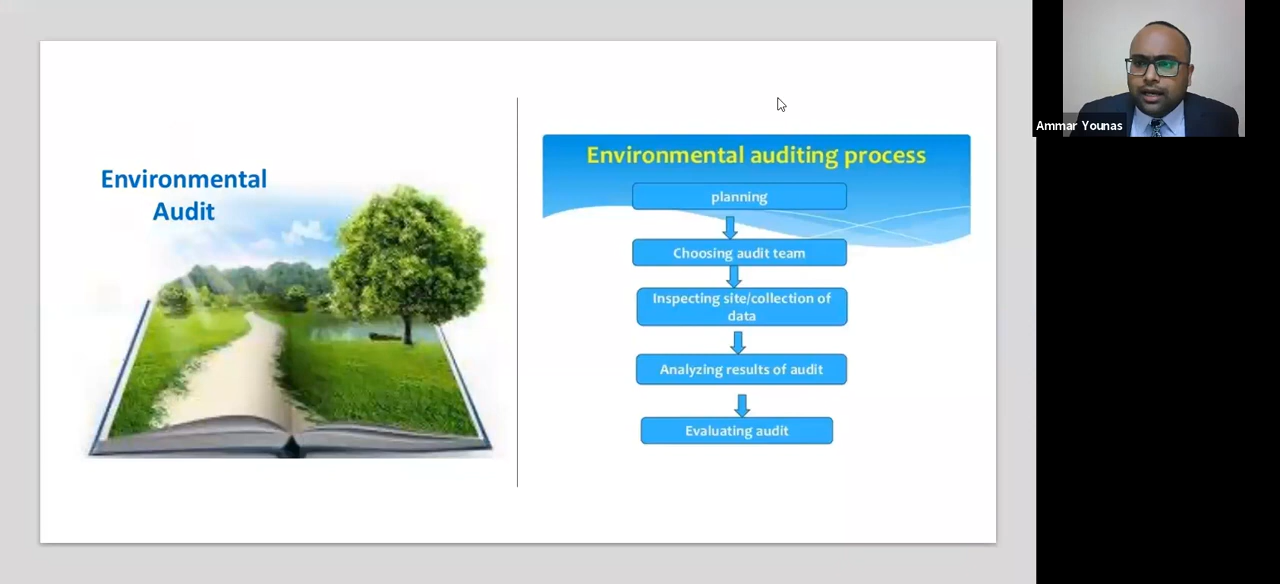 Environmental
Audit
Environmental auditing process
planning
Choosing audit team
Inspecting site/collection of
data
Analyzing results of audit
Evaluating audit
Ammar Younas